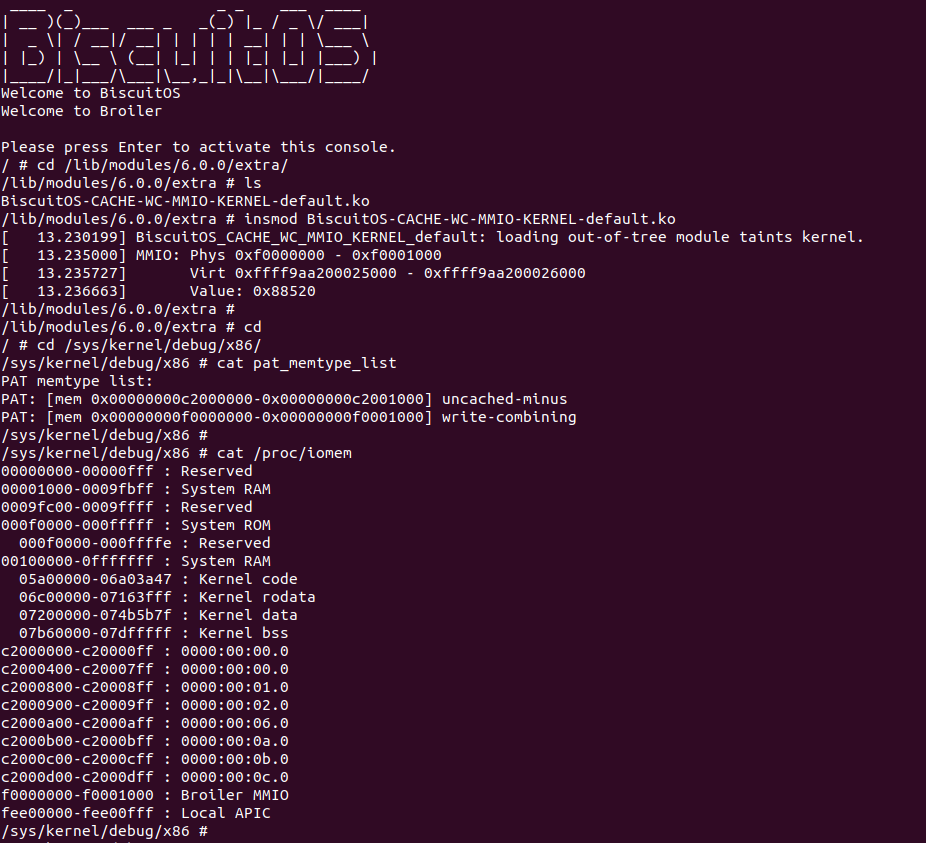 ____  _                _ _    ___  ____
| __ )(_)___  ___ _   _(_) |_ / _ \/ ___|
|  _ \| / __|/ __| | | | | __| | | \___ \
| |_) | \__ \ (__| |_| | | |_| |_| |___) |
|____/|_|___/\___|\__,_|_|\__|\___/|____/
Welcome to BiscuitOS
Welcome to Broiler
Please press Enter to activate this console.
/ # cd /lib/modules/6.0.0/extra/
/lib/modules/6.0.0/extra # ls
BiscuitOS-CACHE-WC-MMIO-KERNEL-default.ko
/lib/modules/6.0.0/extra # insmod BiscuitOS-CACHE-WC-MMIO-KERNEL-default.ko
[   13.230199] BiscuitOS_CACHE_WC_MMIO_KERNEL_default: loading out-of-tree module taints kernel.
[   13.235000] MMIO: Phys 0xf0000000 - 0xf0001000
[   13.235727]       Virt 0xffff9aa200025000 - 0xffff9aa200026000
[   13.236663]       Value: 0x88520
/lib/modules/6.0.0/extra #
/lib/modules/6.0.0/extra # cd
/ # cd /sys/kernel/debug/x86/
/sys/kernel/debug/x86 # cat pat_memtype_list
PAT memtype list:
PAT: [mem 0x00000000c2000000-0x00000000c2001000] uncached-minus
PAT: [mem 0x00000000f0000000-0x00000000f0001000] write-combining
/sys/kernel/debug/x86 #
/sys/kernel/debug/x86 # cat /proc/iomem
00000000-00000fff : Reserved
00001000-0009fbff : System RAM
0009fc00-0009ffff : Reserved
000f0000-000fffff : System ROM
  000f0000-000ffffe : Reserved
00100000-0fffffff : System RAM
  05a00000-06a03a47 : Kernel code
  06c00000-07163fff : Kernel rodata
  07200000-074b5b7f : Kernel data
  07b60000-07dfffff : Kernel bss
c2000000-c20000ff : 0000:00:00.0
c2000400-c20007ff : 0000:00:00.0
c2000800-c20008ff : 0000:00:01.0
c2000900-c20009ff : 0000:00:02.0
c2000a00-c2000aff : 0000:00:06.0
c2000b00-c2000bff : 0000:00:0a.0
c2000c00-c2000cff : 0000:00:0b.0
c2000d00-c2000dff : 0000:00:0c.0
f0000000-f0001000 : Broiler MMIO
fee00000-fee00fff : Local APIC
/sys/kernel/debug/x86 #